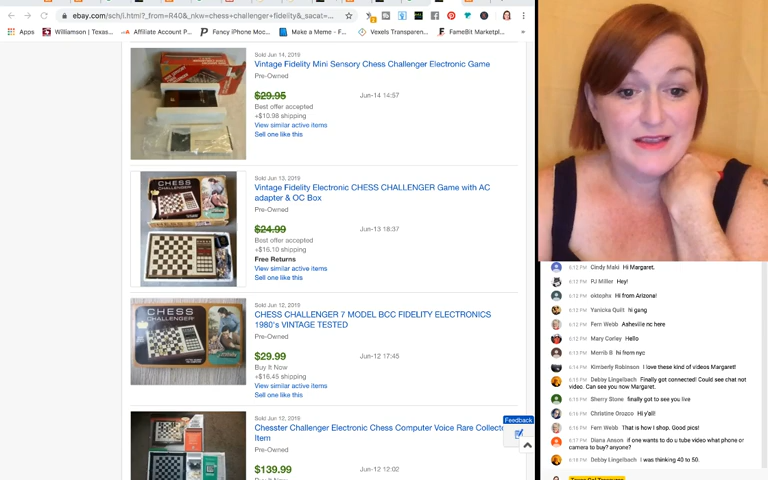 ebay.com/sch/i.html?_from=R40&_nkw=chess+challenger+fidelity&_sacat=...
Apps
Williamson | Texas...
Affiliate Account P...
Fancy iPhone Moc...
Make a Meme - F...
Vexels Transparen...
FameBit Marketpl...
Sold Jun 14, 2019
Vintage Fidelity Mini Sensory Chess Challenger Electronic Game
Pre-Owned
$29.95
Jun-14 14:57
Best offer accepted
+$10.98 shipping
View similar active items
Sell one like this
Sold Jun 13, 2019
Vintage Fidelity Electronic CHESS CHALLENGER Game with AC
adapter & OC Box
Pre-Owned
$24.99
Jun-13 18:37
Best offer accepted
+$16.10 shipping
Free Returns
View similar active items
Sell one like this
Sold Jun 12, 2019
CHESS CHALLENGER 7 MODEL BCC FIDELITY ELECTRONICS
1980's VINTAGE TESTED
Pre-Owned
$29.99
Jun-12 17:45
Buy It Now
+$16.45 shipping
View similar active items
Sell one like this
Sold Jun 12, 2019
Chesster Challenger Electronic Chess Computer Voice Rare Collecto
Item
Pre-Owned
$139.99
Jun-12 12:02
Buy It Now
Feedback
CHESS
CHALLENGER
CHESS
CHALLENGER
6:12 PM Cindy Maki Hi Margaret.
6:12 PM PJ Miller Hey!
6:12 PM oktephx Hi from Arizona!
6:12 PM Yanicka Quilt hi gang
6:12 PM Fern Webb Asheville nc here
6:12 PM Mary Corley Hello
6:13 PM Merrib B hi from nyc
6:14 PM Kimberly Robinson I love these kind of videos Margaret!
6:15 PM Debby Lingelbach Finally got connected! Could see chat not
video. Can see you now Margaret.
6:15 PM Sherry Stone finally got to see you live
6:16 PM Christine Orozco Hi y'all!
6:16 PM Fern Webb That is how I shop. Good pics!
6:17 PM Diana Anson if one wants to do u tube video what phone or
camera to buy? anyone?
6:18 PM Debby Lingelbach I was thinking 40 to 50.
Texas Gal Treasures